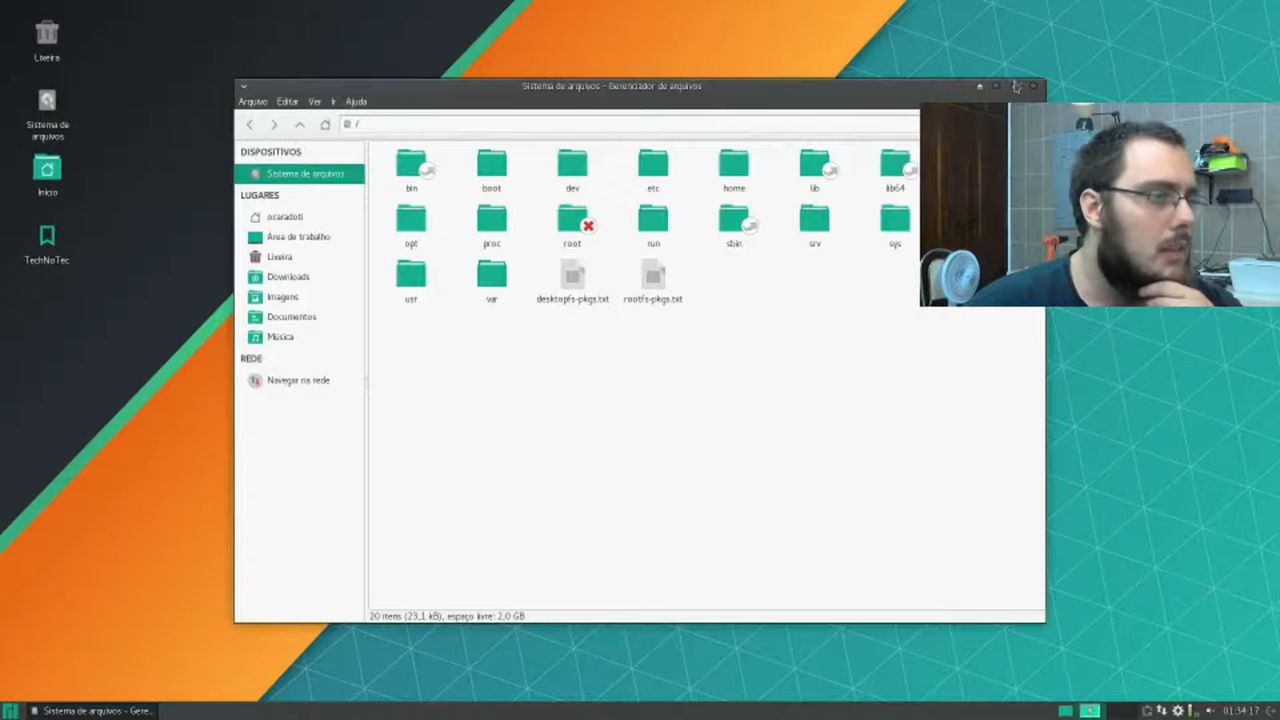 Lixeira
Sistema de
arquivos
Início
TechNoTec
Sistema de arquivos - Gerenciador de arquivos
Arquivo Editar Ver Ir Ajuda
/
DISPOSITIVOS
Sistema de arquivos
LUGARES
ocaradoti
Área de trabalho
Lixeira
Downloads
Imagens
Documentos
Música
REDE
Navegar na rede
bin boot dev etc home lib lib64
opt proc root run sbin srv sys
usr var desktopfs-pkgs.txt rootfs-pkgs.txt
20 itens (23,1 kB), espaço livre: 2,0 GB
Sistema de arquivos - Gere...
01:34:17